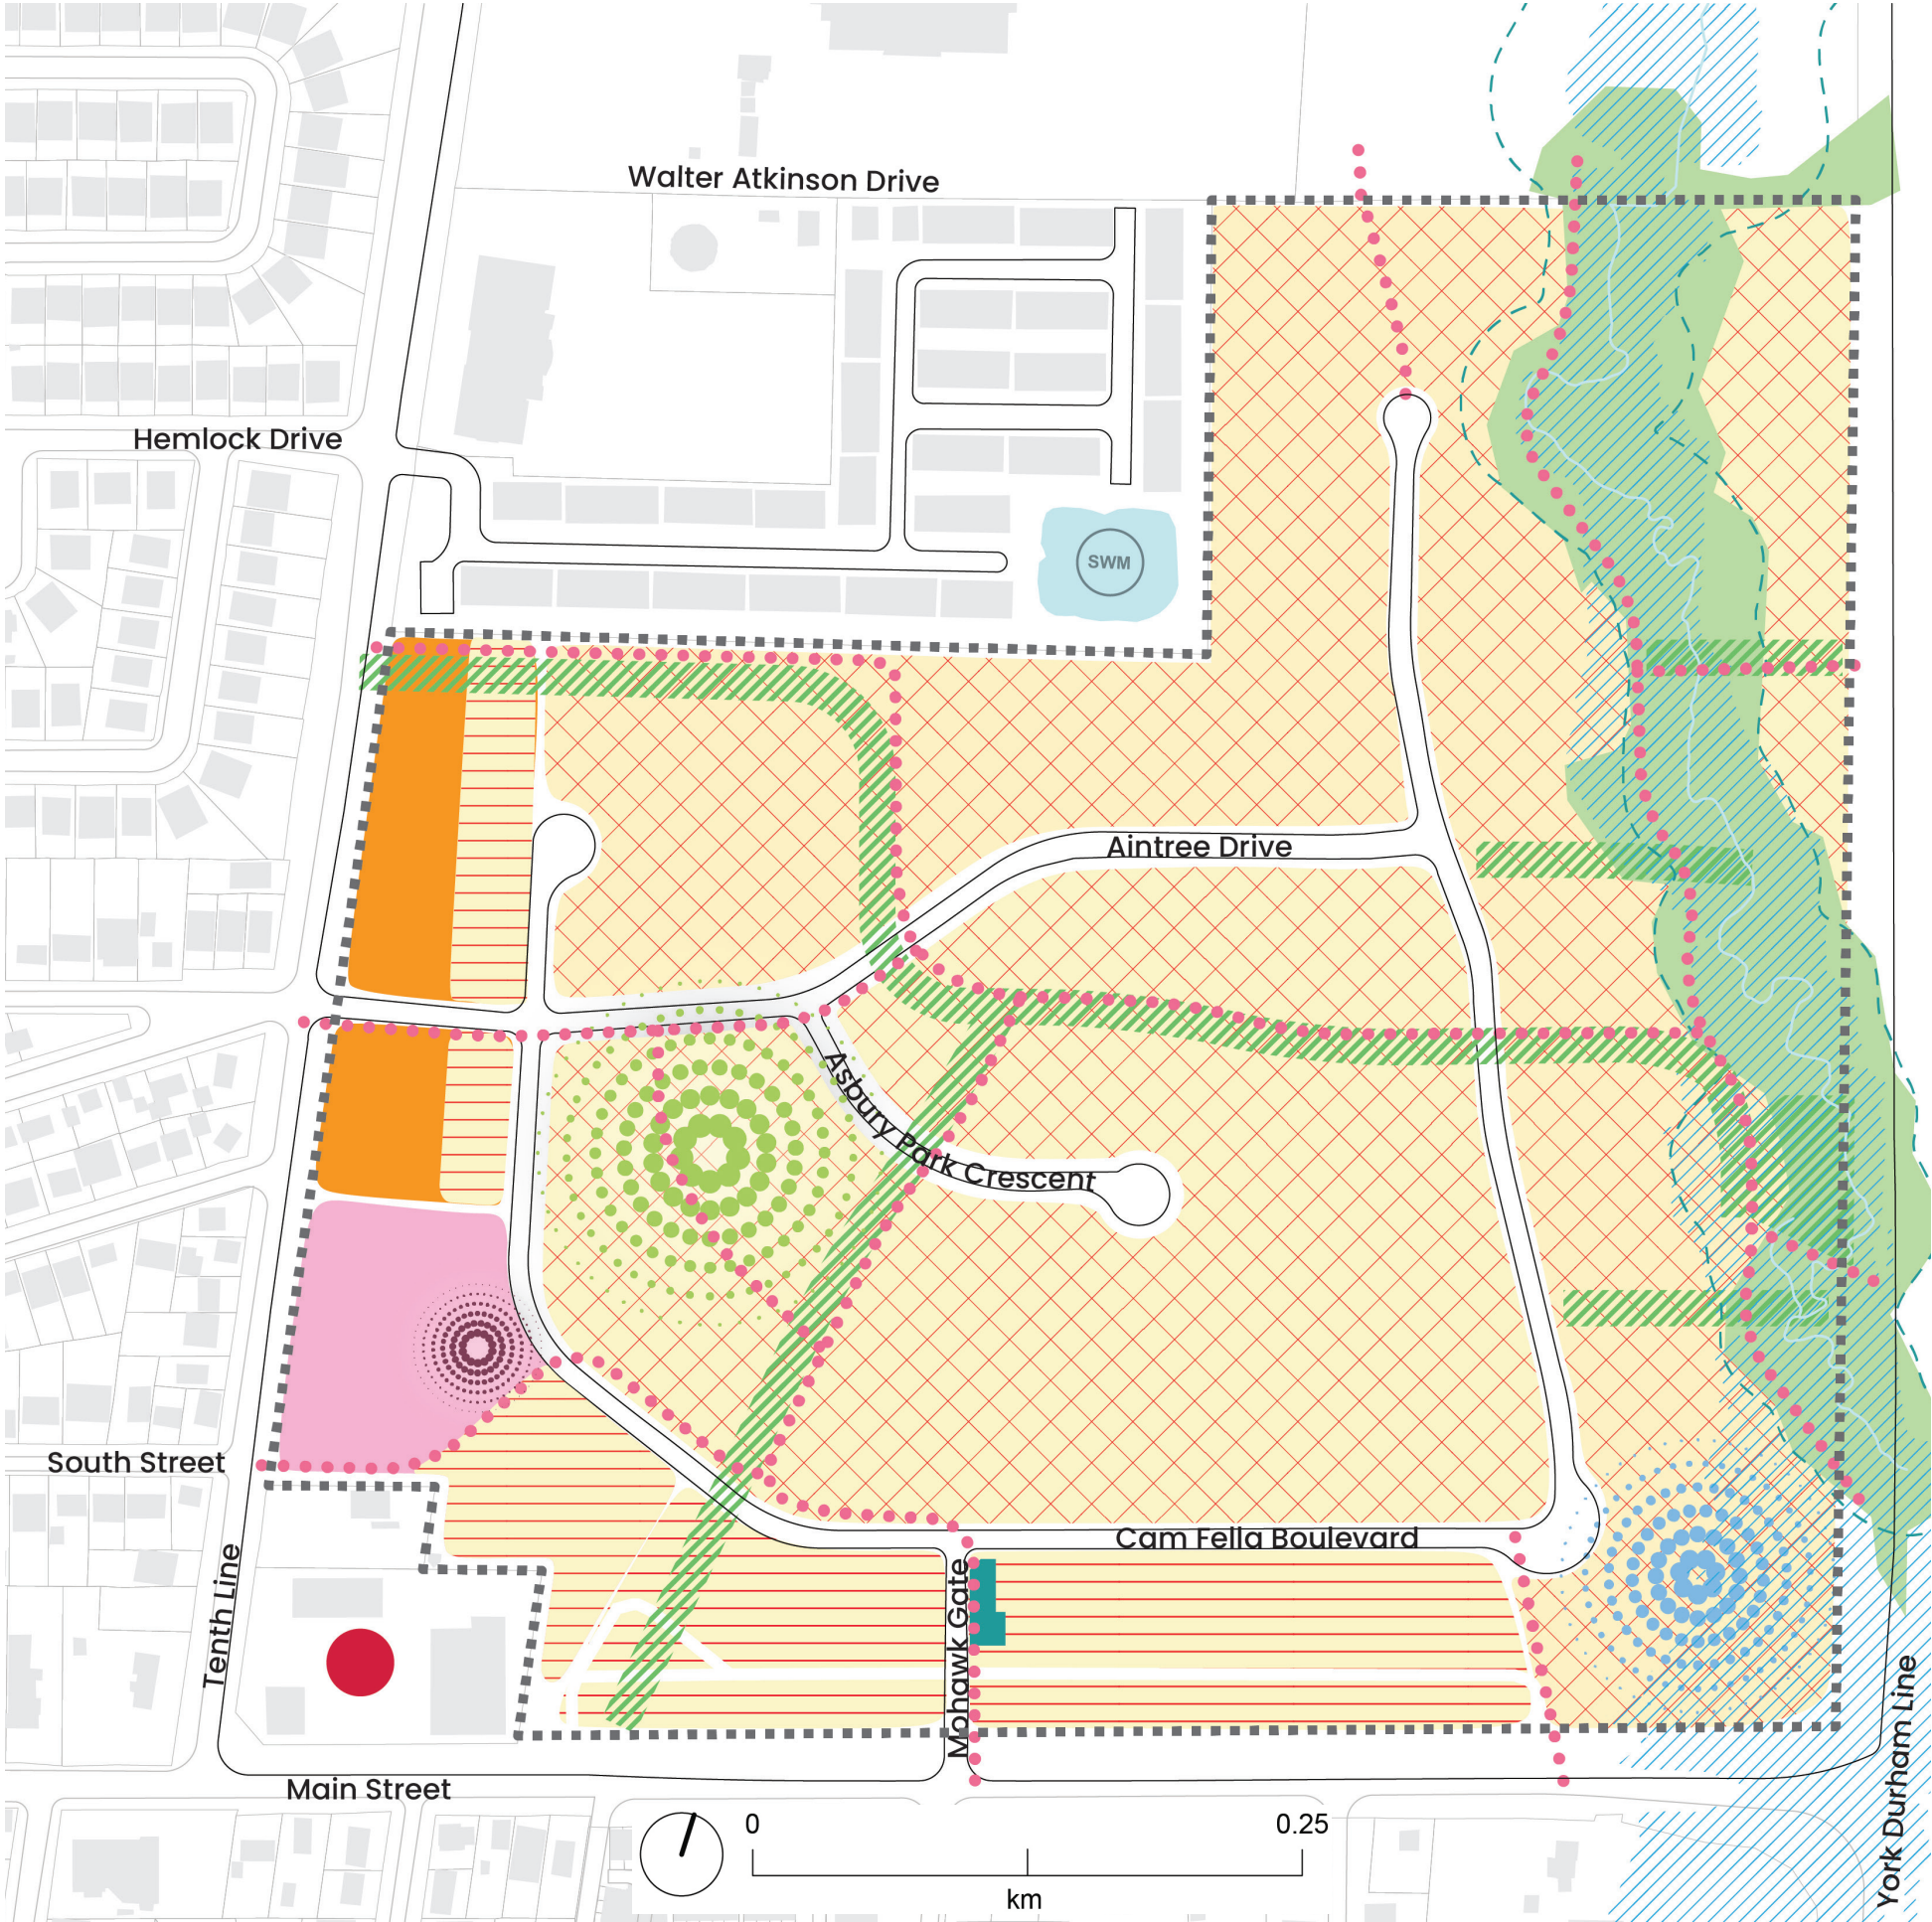 Walter Atkinson Drive
Hemlock Drive
SWM
Aintree Drive
Asbury Park Crescent
South Street
Cam Fella Boulevard
Tenth Line
Mohawk Gate
York Durham Line
Main Street
0
0.25
km